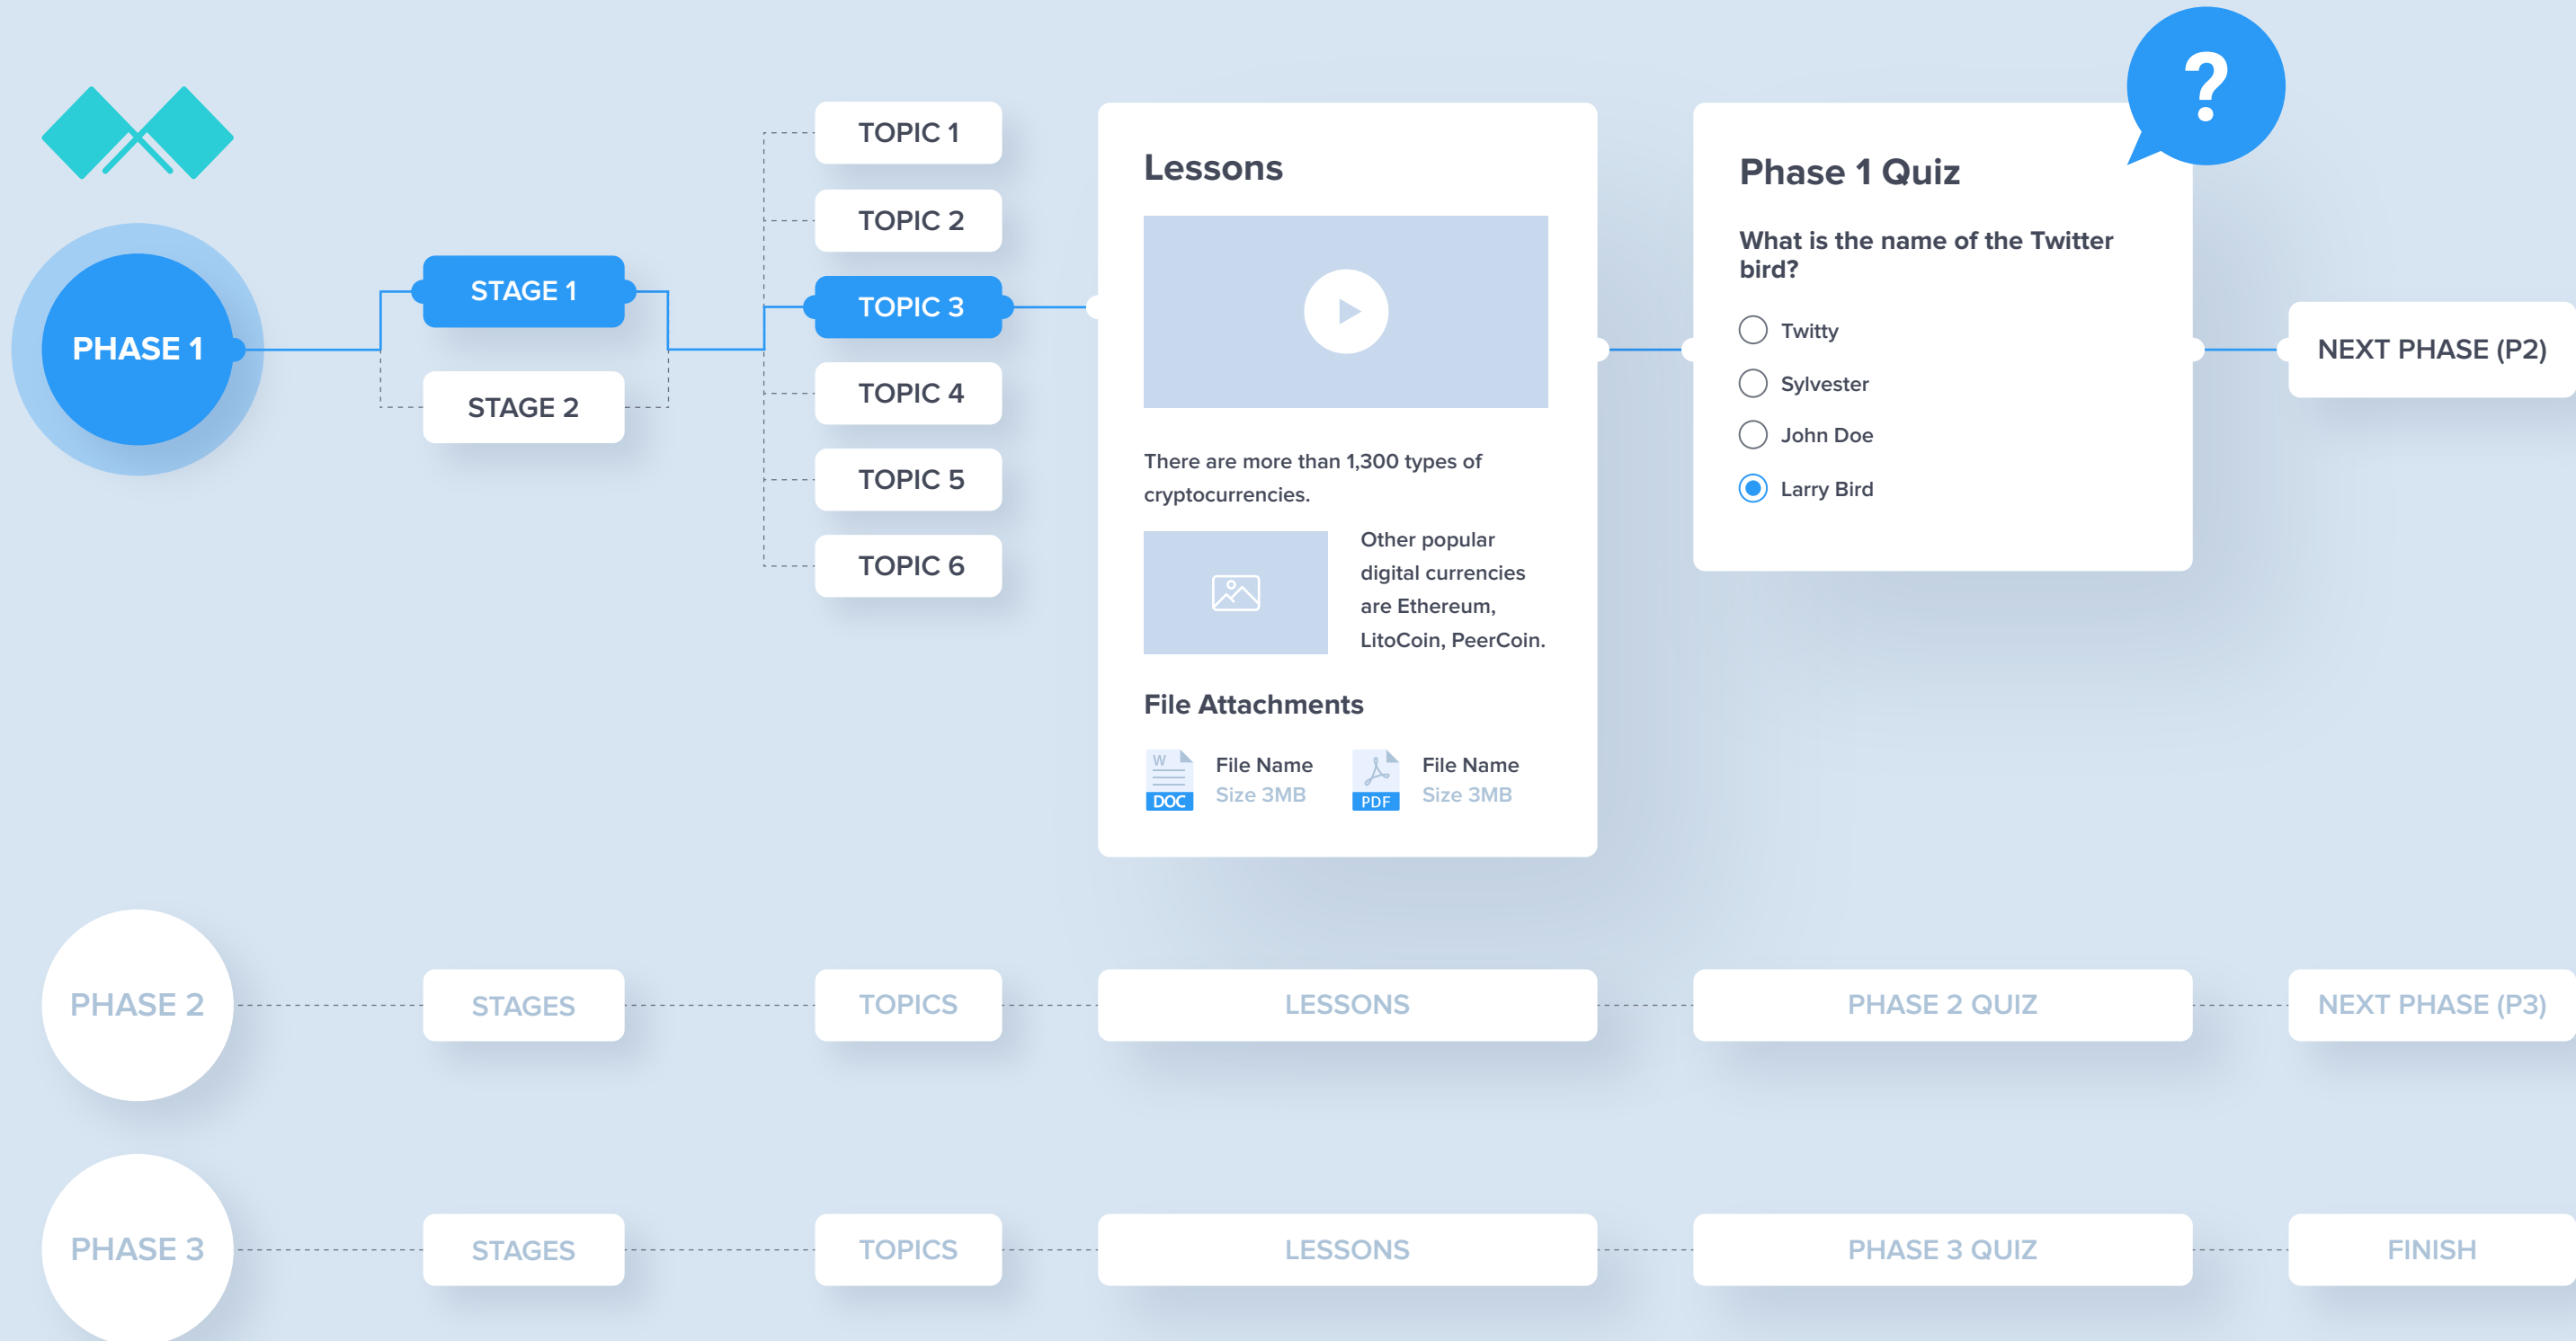 PHASE 1
STAGE 1
STAGE 2
TOPIC 1
TOPIC 2
TOPIC 3
TOPIC 4
TOPIC 5
TOPIC 6
Lessons
There are more than 1,300 types of
cryptocurrencies.
Other popular
digital currencies
are Ethereum,
LitoCoin, PeerCoin.
File Attachments
W
DOC
File Name
Size 3MB
PDF
File Name
Size 3MB
?
Phase 1 Quiz
What is the name of the Twitter
bird?
Twitty
Sylvester
John Doe
Larry Bird
NEXT PHASE (P2)
PHASE 2
STAGES
TOPICS
LESSONS
PHASE 2 QUIZ
NEXT PHASE (P3)
PHASE 3
STAGES
TOPICS
LESSONS
PHASE 3 QUIZ
FINISH